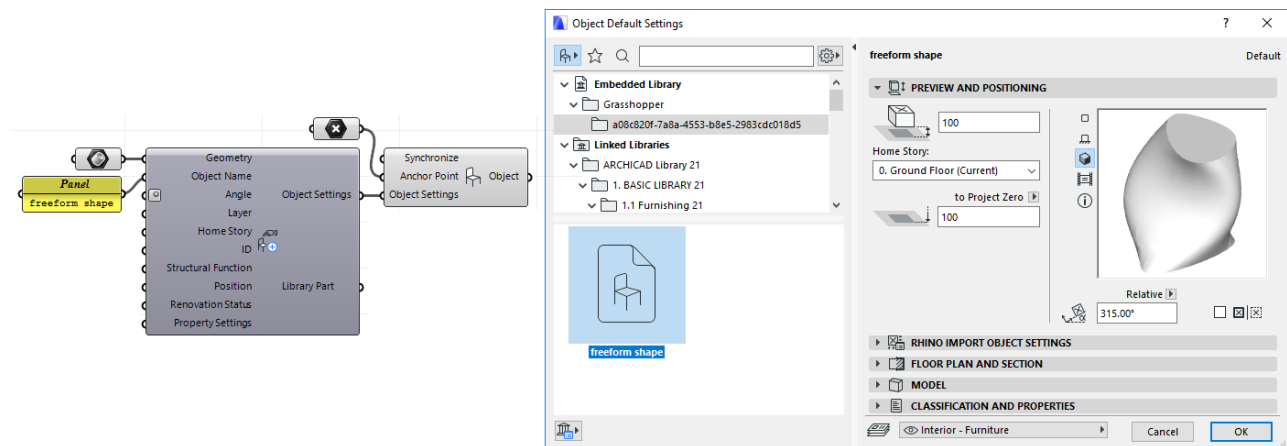 Geometry
Object Name
Angle
Layer
Home Story
ID
Structural Function
Position
Renovation Status
Property Settings
Object Settings
Library Part
Panel
freeform shape
Synchronize
Anchor Point
Object Settings
Object
Object Default Settings
? X
Embedded Library
Grasshopper
a08c820f-7a8a-4553-b8e5-2983cdc018d5
Linked Libraries
ARCHICAD Library 21
1. BASIC LIBRARY 21
1.1 Furnishing 21
freeform shape
freeform shape
Default
PREVIEW AND POSITIONING
100
Home Story:
0. Ground Floor (Current)
to Project Zero
100
Relative
315.00°
RHINO IMPORT OBJECT SETTINGS
FLOOR PLAN AND SECTION
MODEL
CLASSIFICATION AND PROPERTIES
Interior - Furniture
Cancel
OK